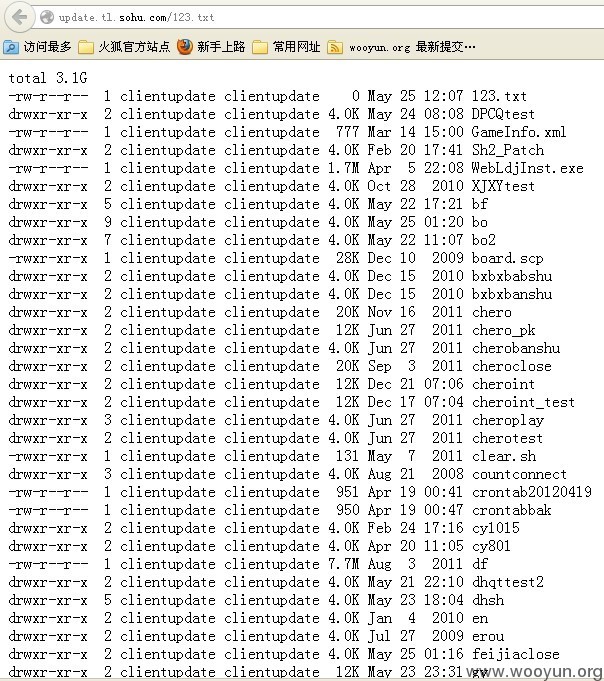 update.tl.sohu.com/123.txt
访问最多 火狐官方站点 新手上路 常用网址 wooyun.org 最新提交…
total 3.1G
-rw-r--r-- 1 clientupdate clientupdate 0 May 25 12:07 123.txt
drwxr-xr-x 2 clientupdate clientupdate 4.0K May 24 08:08 DPCQtest
-rw-r--r-- 1 clientupdate clientupdate 777 Mar 14 15:00 GameInfo.xml
drwxr-xr-x 2 clientupdate clientupdate 4.0K Feb 20 17:41 Sh2_Patch
-rw-r--r-- 1 clientupdate clientupdate 1.7M Apr 5 22:08 WebLdjInst.exe
drwxr-xr-x 2 clientupdate clientupdate 4.0K Oct 28 2010 XJXYtest
drwxr-xr-x 5 clientupdate clientupdate 4.0K May 22 17:21 bf
drwxr-xr-x 9 clientupdate clientupdate 4.0K May 25 01:20 bo
drwxr-xr-x 7 clientupdate clientupdate 4.0K May 22 11:07 bo2
-rw-r-xr-x 1 clientupdate clientupdate 28K Dec 10 2009 board.scp
drwxr-xr-x 2 clientupdate clientupdate 4.0K Dec 15 2010 bxbxbabshu
drwxr-xr-x 2 clientupdate clientupdate 4.0K Dec 15 2010 bxbxbanshu
drwxr-xr-x 2 clientupdate clientupdate 20K Nov 16 2011 chero
drwxr-xr-x 2 clientupdate clientupdate 12K Jun 27 2011 chero_pk
drwxr-xr-x 2 clientupdate clientupdate 4.0K Jun 27 2011 cherobanshu
drwxr-xr-x 2 clientupdate clientupdate 20K Sep 3 2011 cheroclose
drwxr-xr-x 2 clientupdate clientupdate 12K Dec 21 07:06 cheroint
drwxr-xr-x 2 clientupdate clientupdate 12K Dec 17 07:04 cheroint_test
drwxr-xr-x 3 clientupdate clientupdate 4.0K Jun 27 2011 cheroplay
drwxr-xr-x 2 clientupdate clientupdate 4.0K Jun 27 2011 cherotest
-rwxr-xr-x 1 clientupdate clientupdate 131 May 7 2011 clear.sh
drwxr-xr-x 3 clientupdate clientupdate 4.0K Aug 21 2008 countconnect
-rw-r--r-- 1 clientupdate clientupdate 951 Apr 19 00:41 crontab20120419
-rw-r--r-- 1 clientupdate clientupdate 950 Apr 19 00:47 crontabbak
drwxr-xr-x 2 clientupdate clientupdate 4.0K Feb 24 17:16 cy1015
drwxr-xr-x 2 clientupdate clientupdate 4.0K Apr 20 11:05 cy801
-rw-r--r-- 1 clientupdate clientupdate 7.7M Aug 3 2011 df
drwxr-xr-x 2 clientupdate clientupdate 4.0K May 21 22:10 dhqttest2
drwxr-xr-x 5 clientupdate clientupdate 4.0K May 23 18:04 dhsh
drwxr-xr-x 2 clientupdate clientupdate 4.0K Jan 4 2010 en
drwxr-xr-x 2 clientupdate clientupdate 4.0K Jul 27 2009 erou
drwxr-xr-x 2 clientupdate clientupdate 4.0K May 25 01:16 feijiaclose
drwxr-xr-x 2 clientupdate clientupdate 12K May 23 23:31
www.wooyun.org